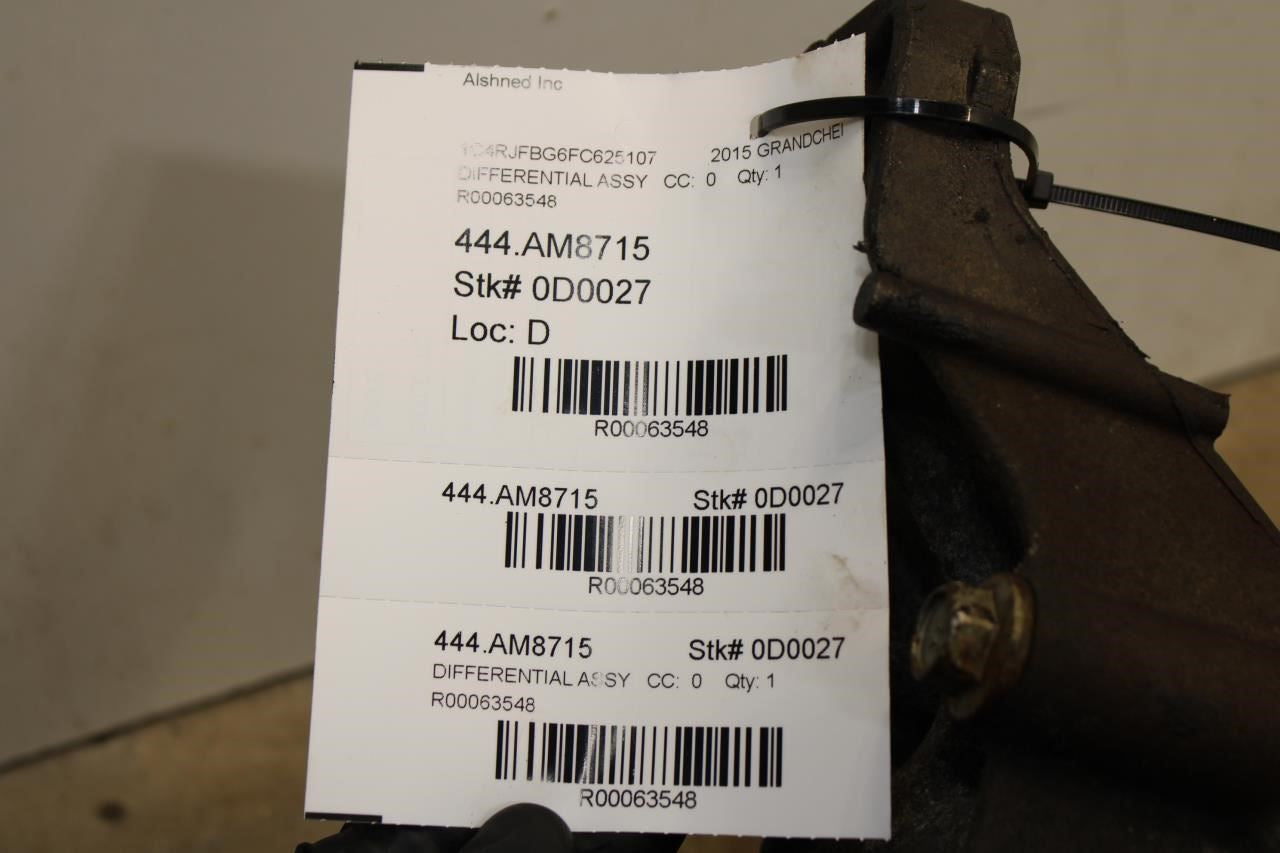 Alshned Inc
1C4RJFBG6FC625107 2015 GRANDCHEI
DIFFERENTIAL ASSY CC: 0 Qty: 1
R00063548
444.AM8715
Stk# 0D0027
Loc: D
R00063548
444.AM8715 Stk# 0D0027
R00063548
444.AM8715 Stk# 0D0027
DIFFERENTIAL ASSY CC: 0 Qty: 1
R00063548
R00063548